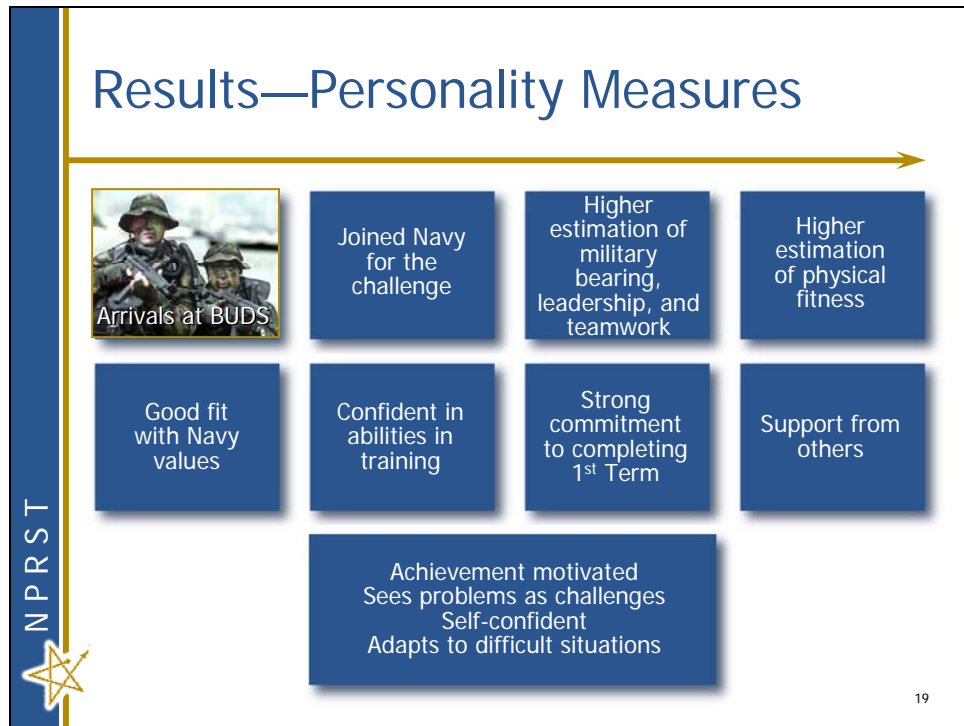 Results—Personality Measures
Arrivals at BUDS
Joined Navy
for the
challenge
Higher
estimation of
military
bearing,
leadership, and
teamwork
Higher
estimation
of physical
fitness
Good fit
with Navy
values
Confident in
abilities in
training
Strong
commitment
to completing
1st Term
Support from
others
Achievement motivated
Sees problems as challenges
Self-confident
Adapts to difficult situations
NPRST
19